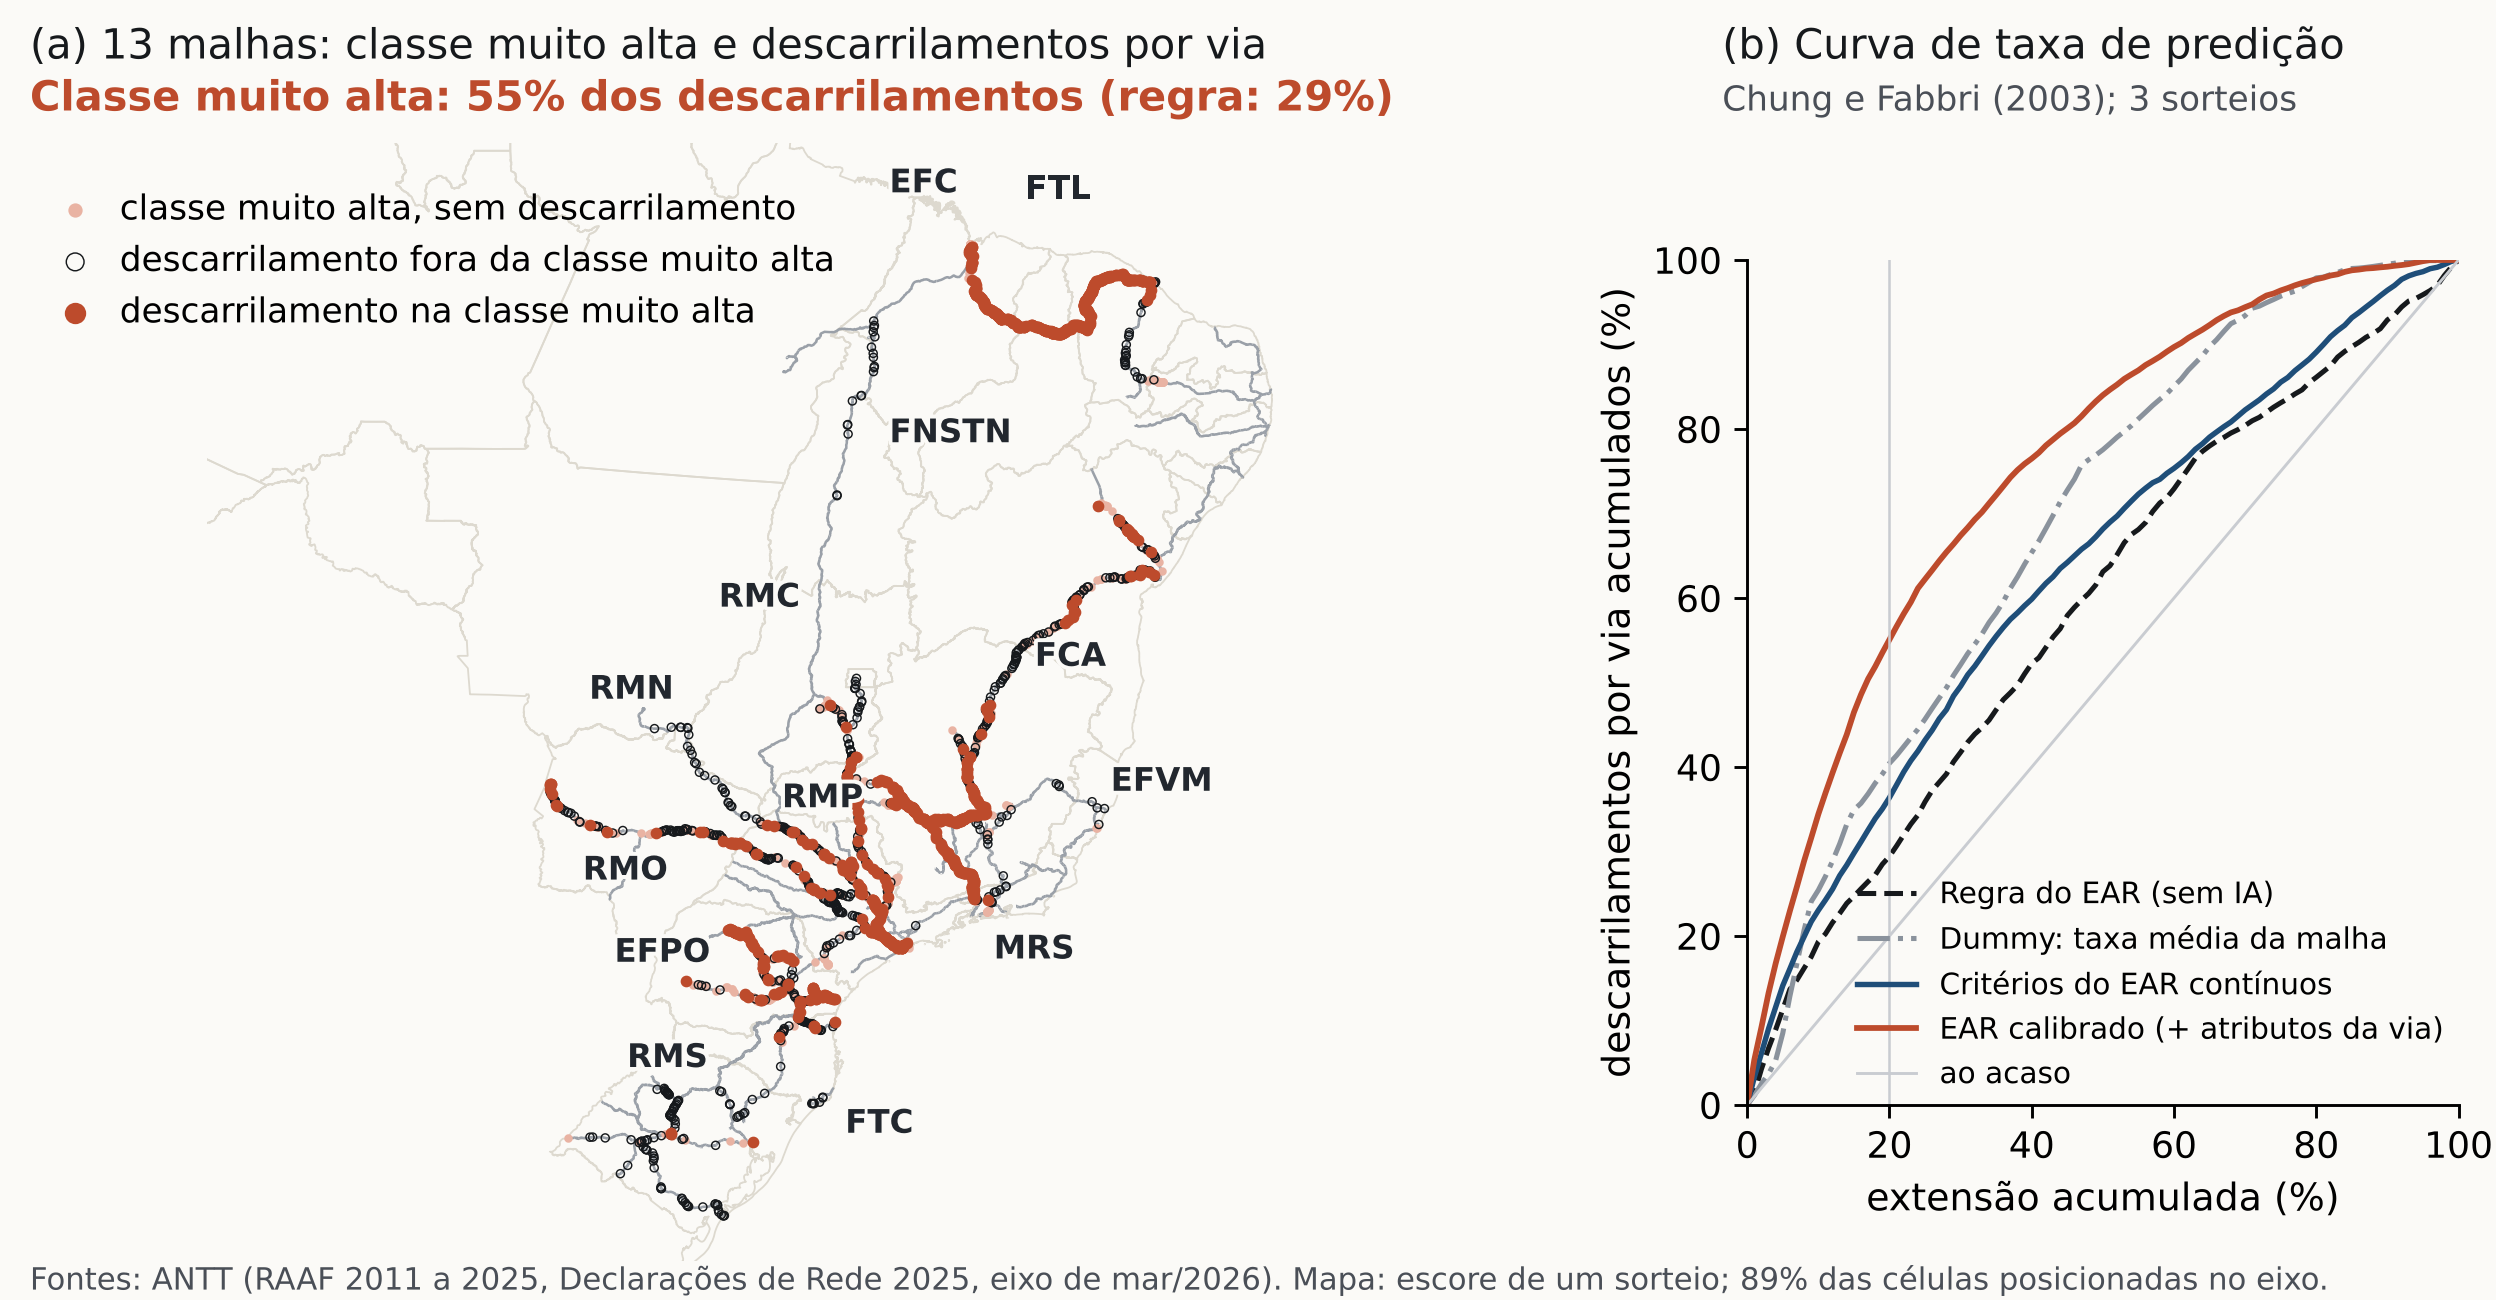 (a) 13 malhas: classe muito alta e descarrilamentos por via
Classe muito alta: 55% dos descarrilamentos (regra: 29%)
classe muito alta, sem descarrilamento
descarrilamento fora da classe muito alta
descarrilamento na classe muito alta
EFC
FTL
FNSTN
RMC
FCA
RMN
EFVM
RMP
RMO
EFPO
MRS
RMS
FTC
(b) Curva de taxa de predição
Chung e Fabbri (2003); 3 sorteios
descarrilamentos por via acumulados (%)
100
80
60
40
20
0
Regra do EAR (sem IA)
Dummy: taxa média da malha
Critérios do EAR contínuos
EAR calibrado (+ atributos da via)
ao acaso
0 20 40 60 80 100
extensão acumulada (%)
Fontes: ANTT (RAAF 2011 a 2025, Declarações de Rede 2025, eixo de mar/2026). Mapa: escore de um sorteio; 89% das células posicionadas no eixo.